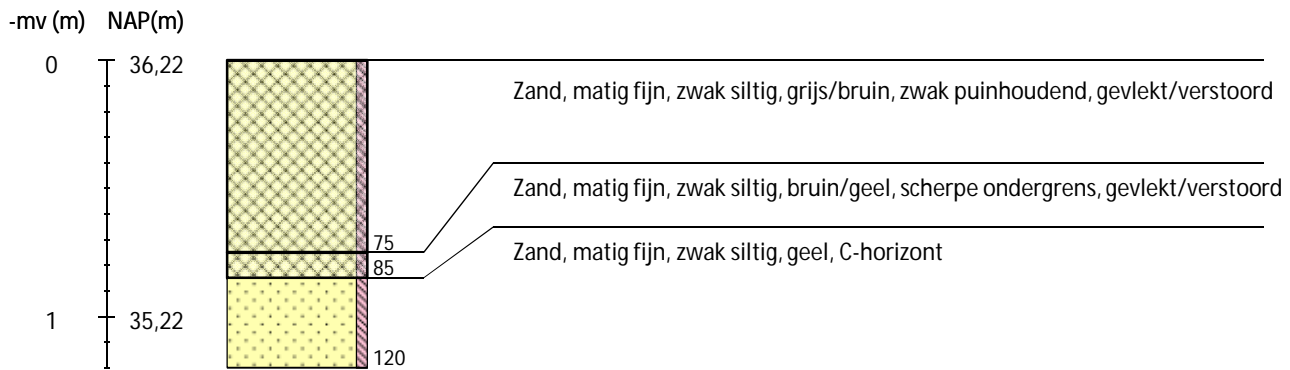 -mv (m) NAP(m)
0 36,22
Zand, matig fijn, zwak siltig, grijs/bruin, zwak puinhoudend, gevlekt/verstoord
Zand, matig fijn, zwak siltig, bruin/geel, scherpe ondergrens, gevlekt/verstoord
75
Zand, matig fijn, zwak siltig, geel, C-horizont
85
1 35,22
120